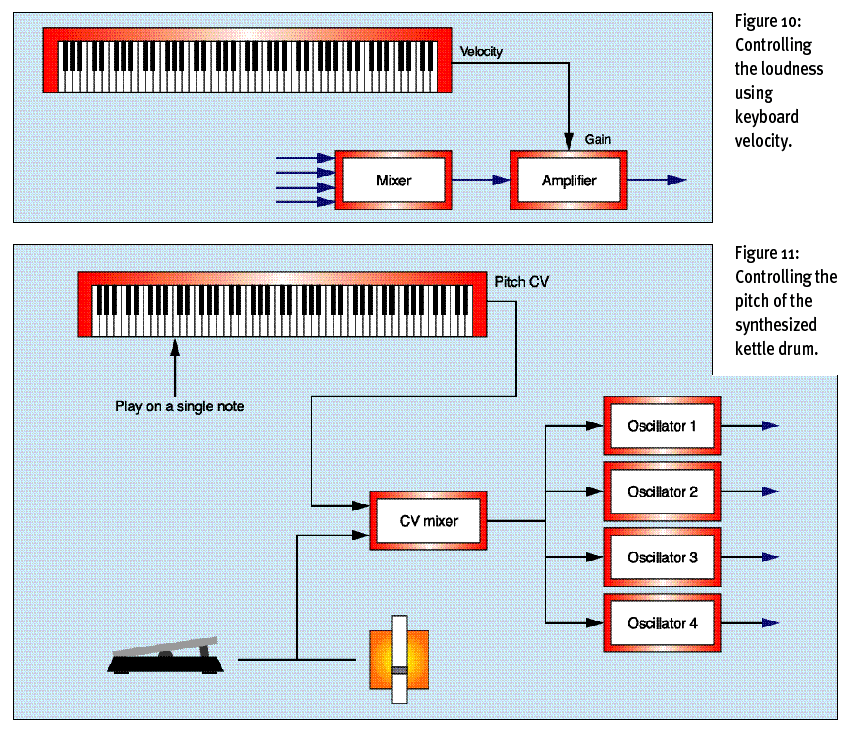 Velocity
Gain
Mixer
Amplifier
Figure 10:
Controlling
the loudness
using
keyboard
velocity.
Pitch CV
Play on a single note
CV mixer
Oscillator 1
Oscillator 2
Oscillator 3
Oscillator 4
Figure 11:
Controlling the
pitch of the
synthesized
kettle drum.